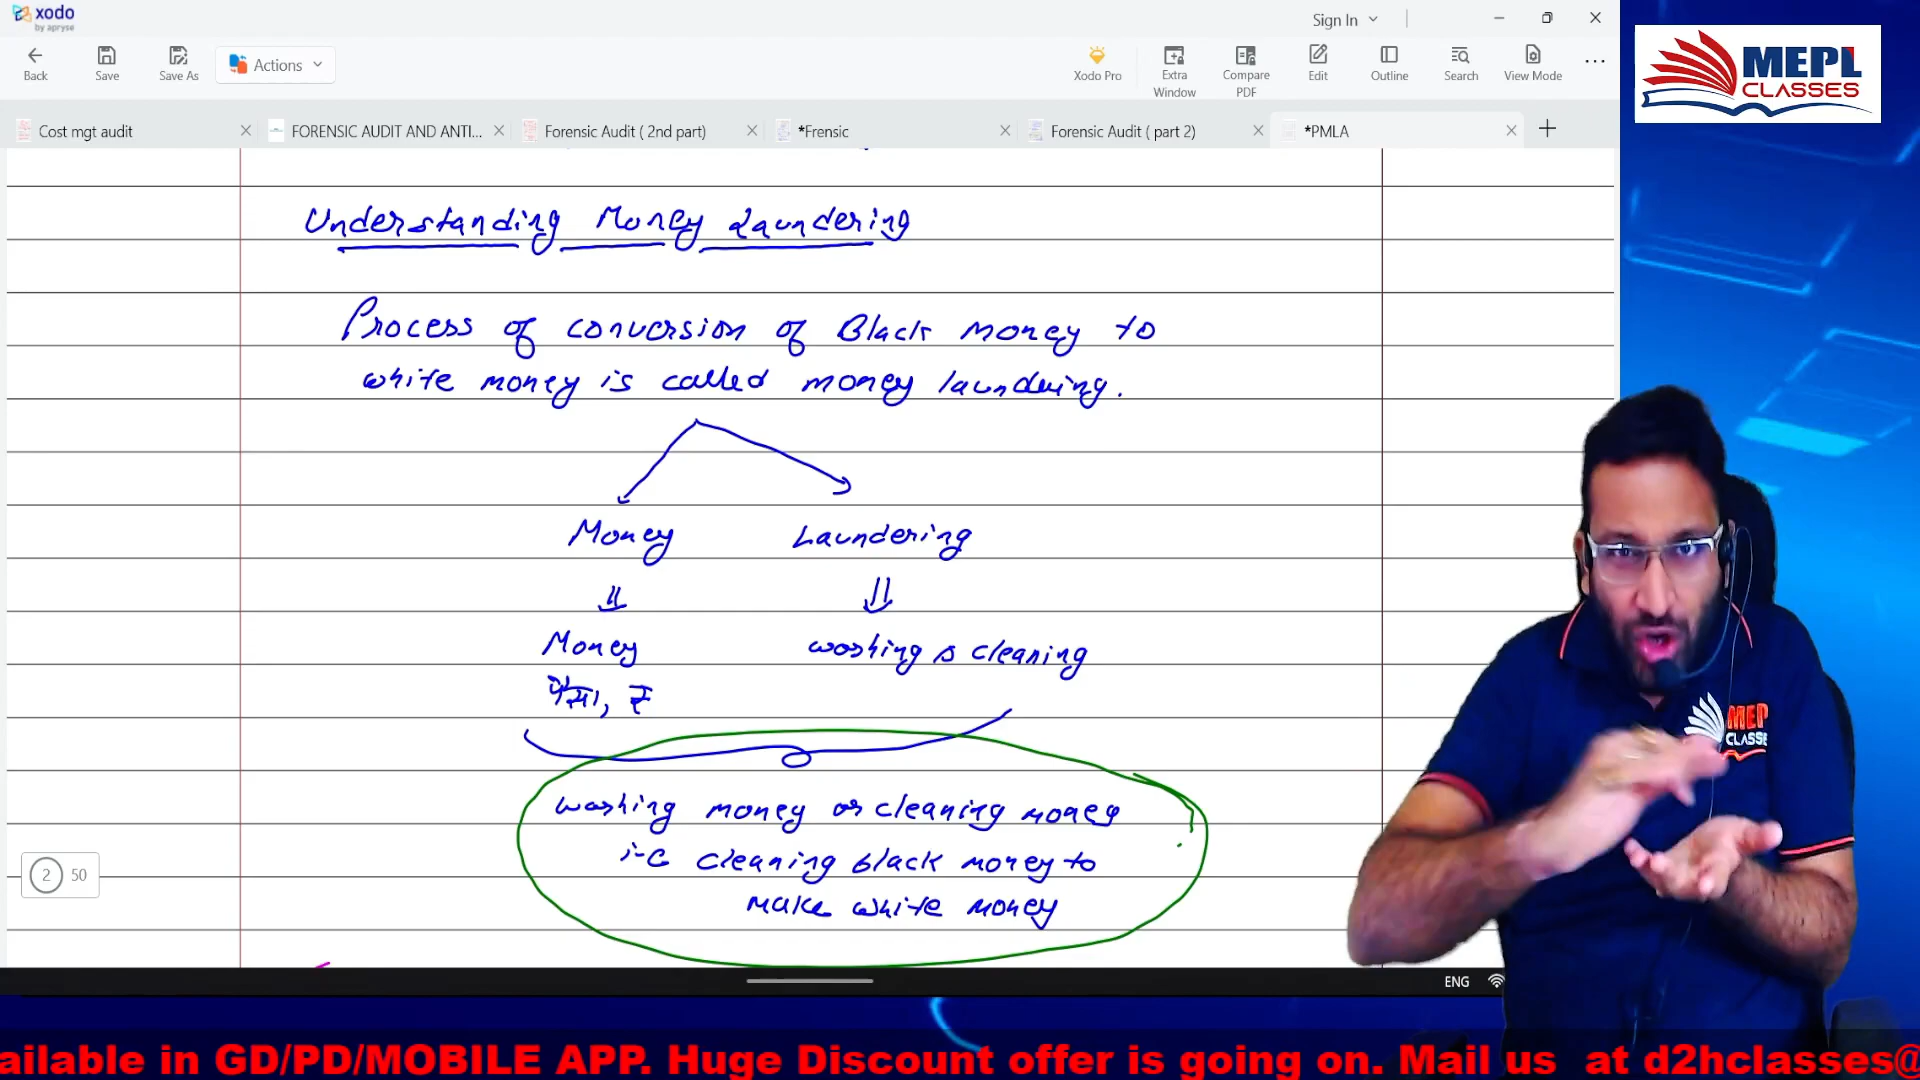 xodo
by apryse
Sign In
Back
Save
Save As
Actions
Xodo Pro
Extra Window
Compare PDF
Edit
Outline
Search
View Mode
MEPL
CLASSES
Cost mgt audit
FORENSIC AUDIT AND ANTI...
Forensic Audit ( 2nd part)
*Frensic
Forensic Audit ( part 2)
*PMLA
Understanding Money Laundering
Process of conversion of Black money to
white money is called money laundering.
Money Laundering
Money washing & cleaning
पैसा, ₹
washing money or cleaning money
i-e cleaning black money to
make white money
MEP
CLASSE
2 50
ENG
ailable in GD/PD/MOBILE APP. Huge Discount offer is going on. Mail us at d2hclasses@